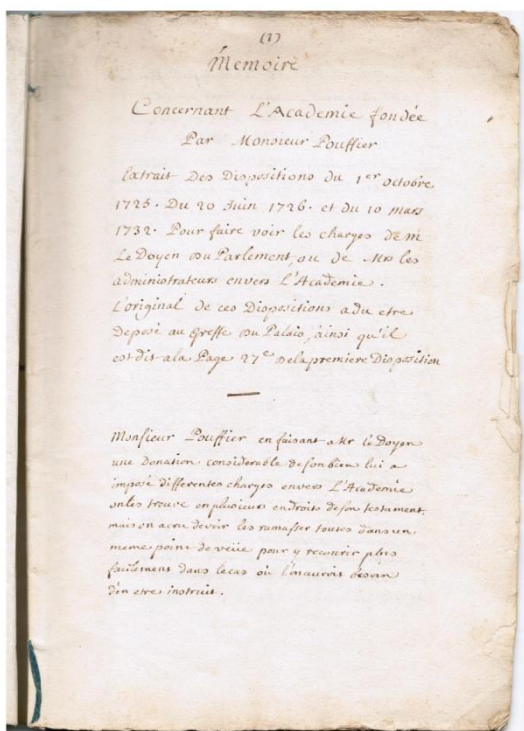 (1)
Memoire
Concernant L'Academie fondée
Par Monsieur Pouffier
Extrait Des Dispositions du 1er octobre
1725. Du 20 Juin 1726. et du 10 mars
1732. Pour faire voir les charges de m
Le Doyen du Parlement, ou de Mrs les
administrateurs envers L'Academie.
L'original de ces Dispositions a du etre
Deposé au Greffe du Palais, ainsi qu'il
est dit a la Page 27e de la premiere Disposition
Monsieur Pouffier en faisant a Mr le Doyen
une Donation considerable de son bien lui a
imposé differentes charges envers L'Academie
on les trouve en plusieurs endroits de son testament,
mais on a cru devoir les ramasser toutes dans un
meme point de veüe pour y recourir plus
facilement dans le cas où l'on auroit besoin
d'en etre instruit.